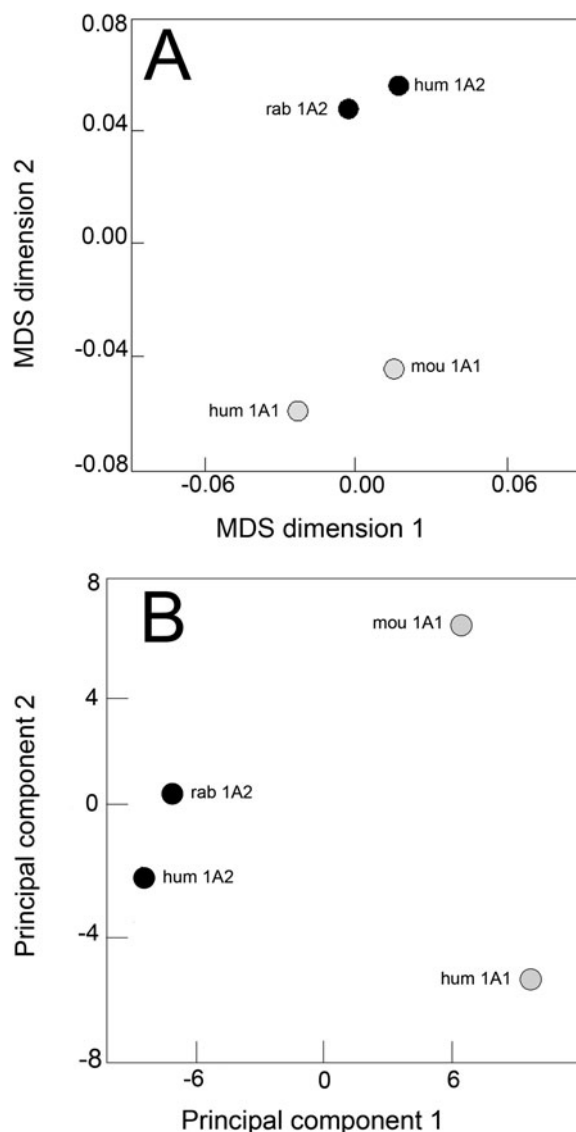 A
0.08
0.04
0.00
-0.04
-0.08
MDS dimension 2
hum 1A2
rab 1A2
mou 1A1
hum 1A1
-0.06 0.00 0.06
MDS dimension 1
B
8
4
0
-4
-8
Principal component 2
mou 1A1
rab 1A2
hum 1A2
hum 1A1
-6 0 6
Principal component 1